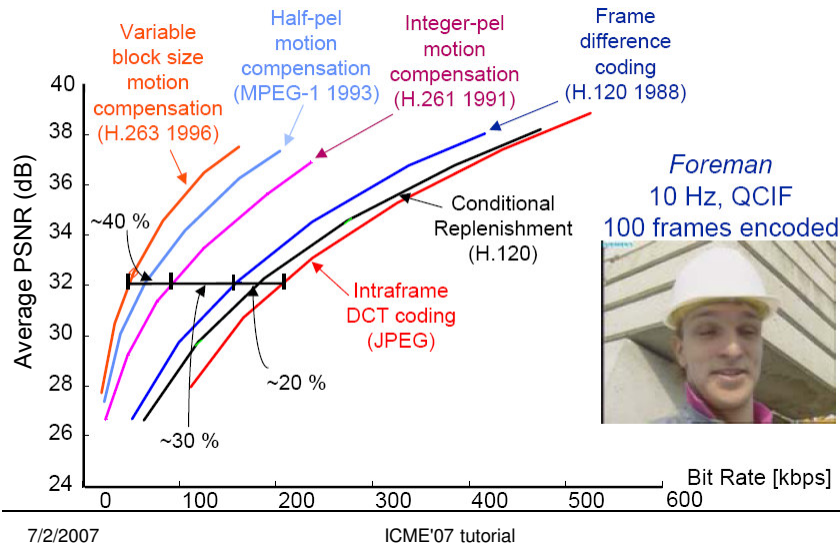 Variable
block size
motion
compensation
(H.263 1996)
Half-pel
motion
compensation
(MPEG-1 1993)
Integer-pel
motion
compensation
(H.261 1991)
Frame
difference
coding
(H.120 1988)
40
38
36
34
32
30
28
26
24
Average PSNR (dB)
~40 %
Conditional
Replenishment
(H.120)
Intraframe
DCT coding
(JPEG)
~20 %
~30 %
Foreman
10 Hz, QCIF
100 frames encoded
Bit Rate [kbps]
0 100 200 300 400 500 600
7/2/2007
ICME'07 tutorial